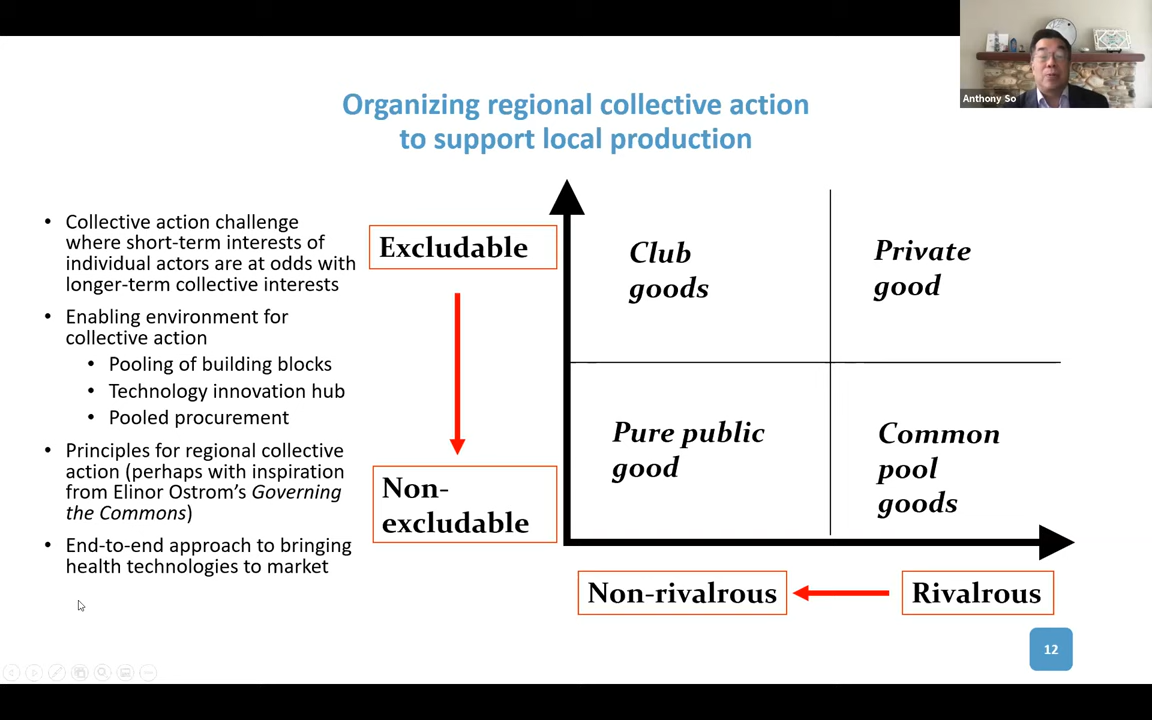 Anthony So
Organizing regional collective action
to support local production
• Collective action challenge
where short-term interests of
individual actors are at odds with
longer-term collective interests
• Enabling environment for
collective action
• Pooling of building blocks
• Technology innovation hub
• Pooled procurement
• Principles for regional collective
action (perhaps with inspiration
from Elinor Ostrom's Governing
the Commons)
• End-to-end approach to bringing
health technologies to market
Excludable
Non-
excludable
Club
goods
Private
good
Pure public
good
Common
pool
goods
Non-rivalrous
Rivalrous
12